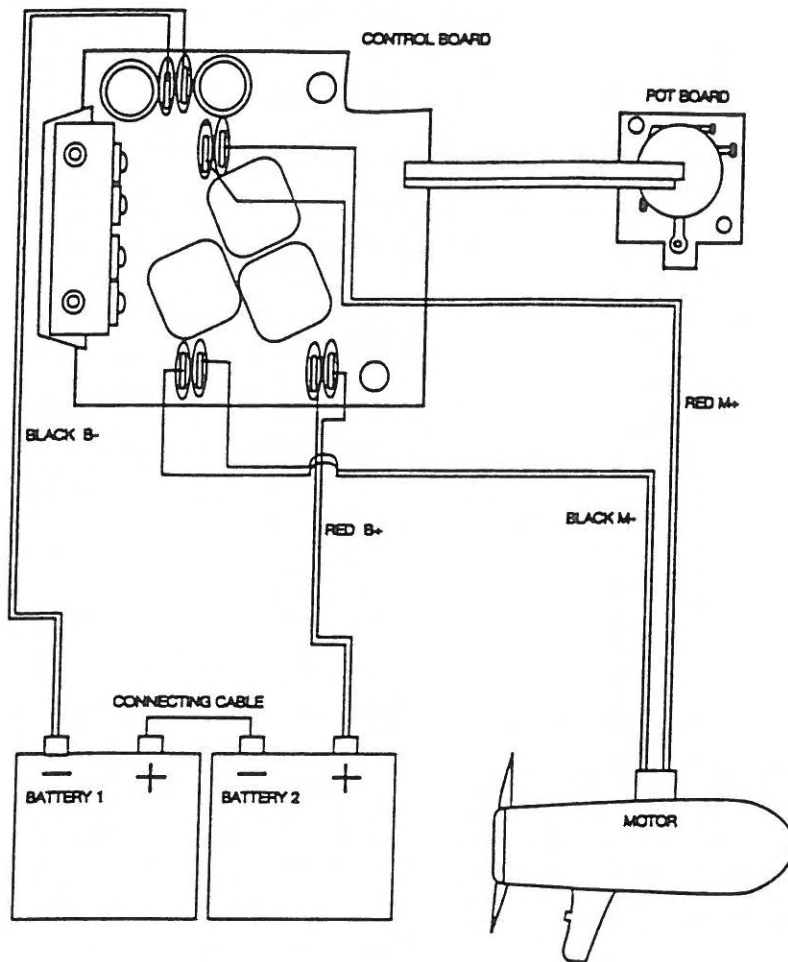 CONTROL BOARD
POT BOARD
RED M+
BLACK B-
BLACK M-
RED B+
CONNECTING CABLE
− + − +
BATTERY 1
BATTERY 2
MOTOR